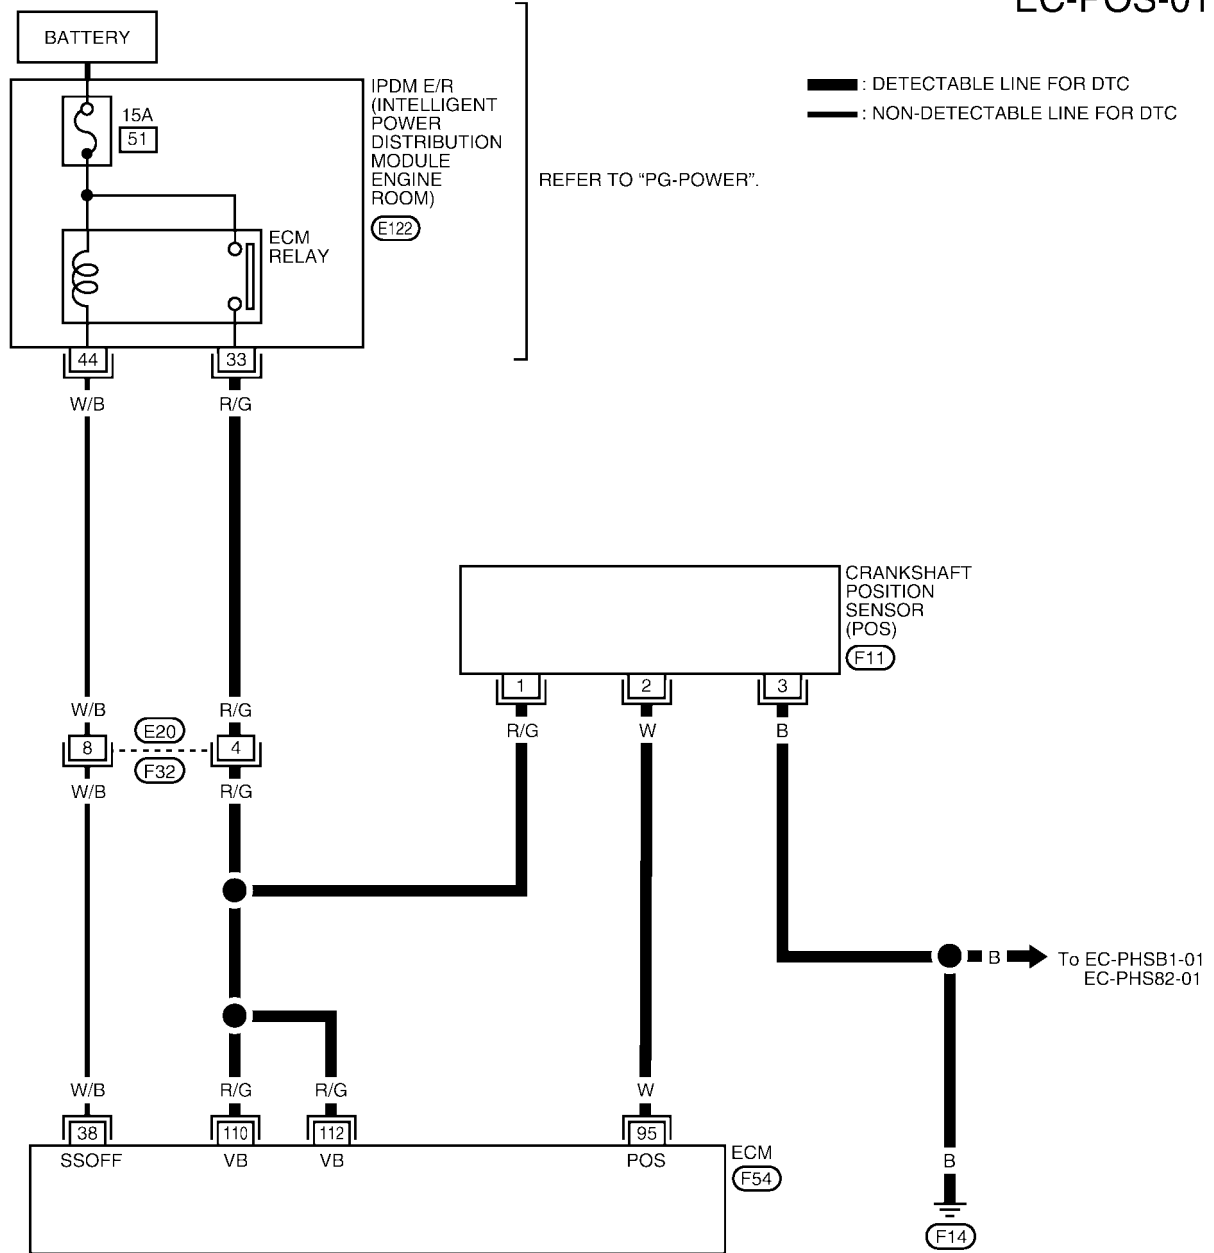 EC-POS-01
BATTERY
: DETECTABLE LINE FOR DTC
: NON-DETECTABLE LINE FOR DTC
IPDM E/R
(INTELLIGENT
POWER
DISTRIBUTION
MODULE
ENGINE
ROOM)
E122
15A
51
REFER TO “PG-POWER”.
ECM
RELAY
44
33
W/B
R/G
CRANKSHAFT
POSITION
SENSOR
(POS)
F11
1
2
3
W/B
R/G
R/G
W
B
8
E20
4
F32
W/B
R/G
B
To EC-PHSB1-01
EC-PHS82-01
W/B
R/G
R/G
W
38
110
112
95
SSOFF
VB
VB
POS
ECM
F54
B
F14